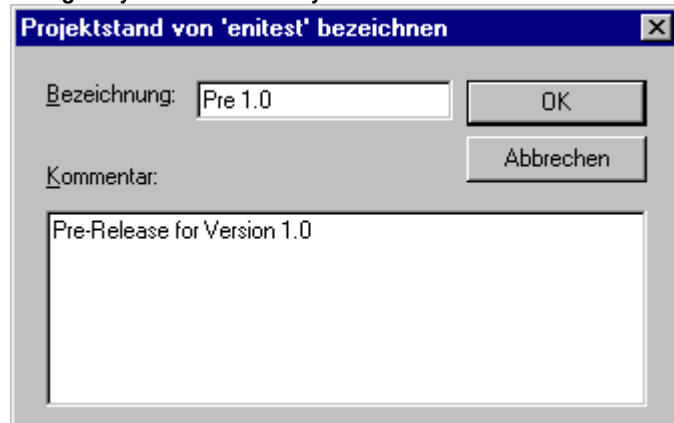 Projektstand von 'enitest' bezeichnen
Bezeichnung: Pre 1.0 OK
Abbrechen
Kommentar:
Pre-Release for Version 1.0